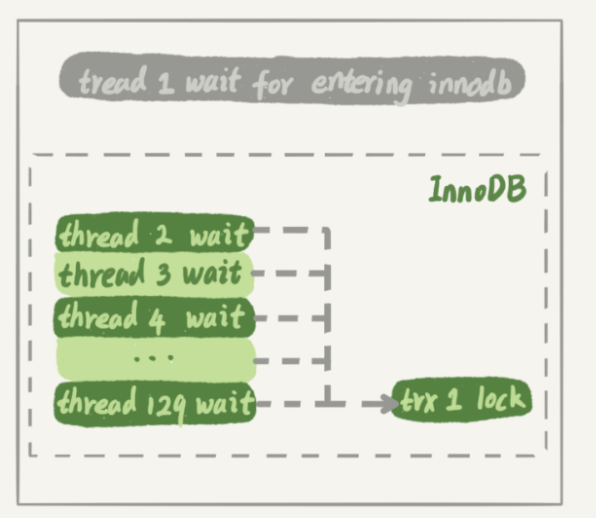 tread 1 wait for entering innodb
InnoDB
thread 2 wait
thread 3 wait
thread 4 wait
...
thread 129 wait
trx 1 lock